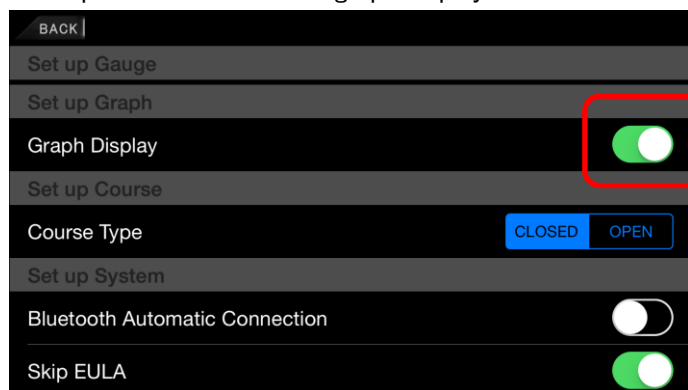 BACK
Set up Gauge
Set up Graph
Graph Display
Set up Course
Course Type CLOSED OPEN
Set up System
Bluetooth Automatic Connection
Skip EULA